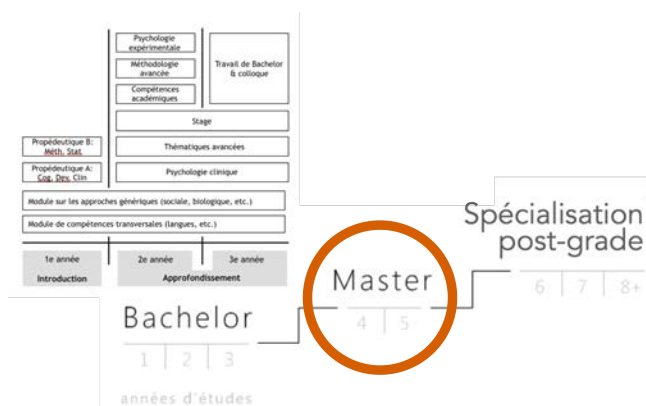 Psychologie
expérimentale
Méthodologie
avancée
Compétences
académiques
Travail de Bachelor
& colloque
Stage
Propédeutique B:
Méth, Stat
Thématiques avancées
Propédeutique A:
Cog, Dev, Clin
Psychologie clinique
Module sur les approches génériques (sociale, biologique, etc.)
Module de compétences transversales (langues, etc.)
1e année
2e année
3e année
Introduction
Approfondissement
Spécialisation
post-grade
6 7 8+
Master
4 5
Bachelor
1 2 3
années d'études